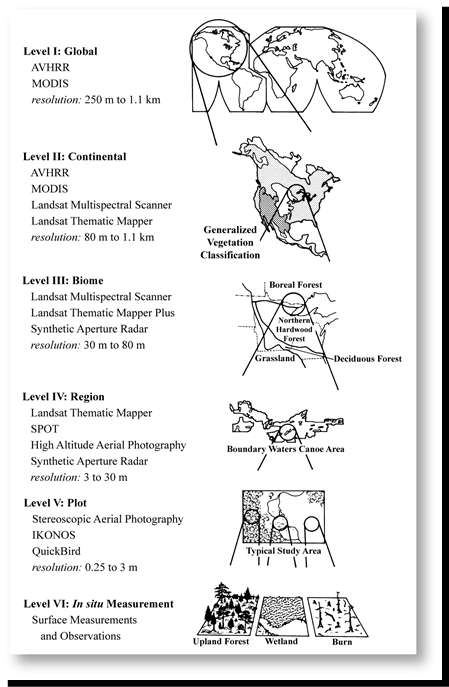 Level I: Global
AVHRR
MODIS
resolution: 250 m to 1.1 km
Level II: Continental
AVHRR
MODIS
Landsat Multispectral Scanner
Landsat Thematic Mapper
resolution: 80 m to 1.1 km
Generalized
Vegetation
Classification
Level III: Biome
Landsat Multispectral Scanner
Landsat Thematic Mapper Plus
Synthetic Aperture Radar
resolution: 30 m to 80 m
Boreal Forest
Northern
Hardwood
Forest
Grassland
Deciduous Forest
Level IV: Region
Landsat Thematic Mapper
SPOT
High Altitude Aerial Photography
Synthetic Aperture Radar
resolution: 3 to 30 m
Boundary Waters Canoe Area
Level V: Plot
Stereoscopic Aerial Photography
IKONOS
QuickBird
resolution: 0.25 to 3 m
Typical Study Area
Level VI: In situ Measurement
Surface Measurements
and Observations
Upland Forest
Wetland
Burn